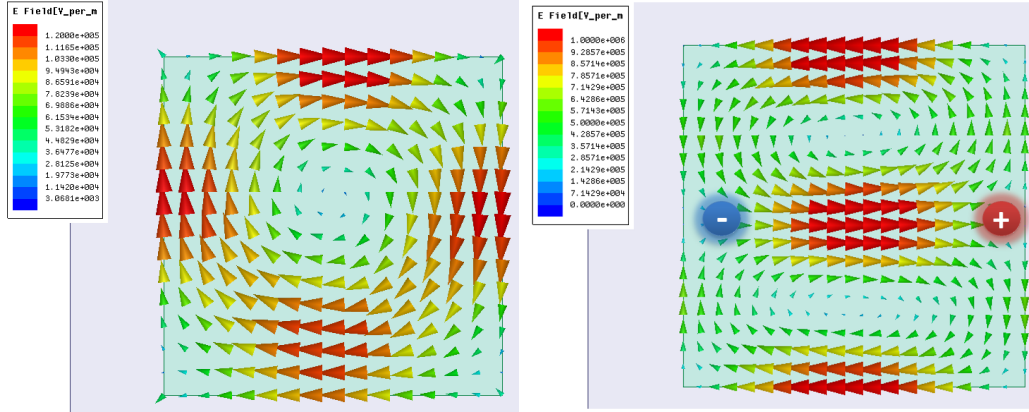 E Field[V_per_m
1.2000e+005
1.1165e+005
1.0330e+005
9.4943e+004
8.6591e+004
7.8239e+004
6.9886e+004
6.1534e+004
5.3182e+004
4.4829e+004
3.6477e+004
2.8125e+004
1.9773e+004
1.1420e+004
3.0681e+003
E Field[V_per_m
1.0000e+006
9.2857e+005
8.5714e+005
7.8571e+005
7.1429e+005
6.4286e+005
5.7143e+005
5.0000e+005
4.2857e+005
3.5714e+005
2.8571e+005
2.1429e+005
1.4286e+005
7.1429e+004
0.0000e+000
-
+